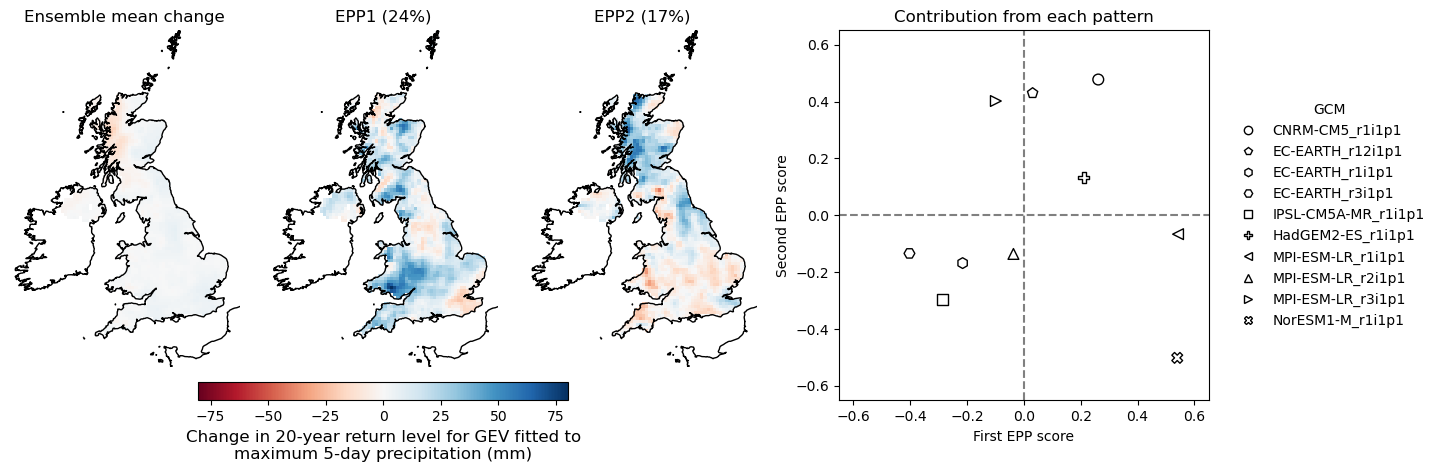 Ensemble mean change
EPP1 (24%)
EPP2 (17%)
−75 −50 −25 0 25 50 75
Change in 20-year return level for GEV fitted to
maximum 5-day precipitation (mm)
Contribution from each pattern
Second EPP score
0.6
0.4
0.2
0.0
−0.2
−0.4
−0.6
−0.6 −0.4 −0.2 0.0 0.2 0.4 0.6
First EPP score
GCM
CNRM-CM5_r1i1p1
EC-EARTH_r12i1p1
EC-EARTH_r1i1p1
EC-EARTH_r3i1p1
IPSL-CM5A-MR_r1i1p1
HadGEM2-ES_r1i1p1
MPI-ESM-LR_r1i1p1
MPI-ESM-LR_r2i1p1
MPI-ESM-LR_r3i1p1
NorESM1-M_r1i1p1